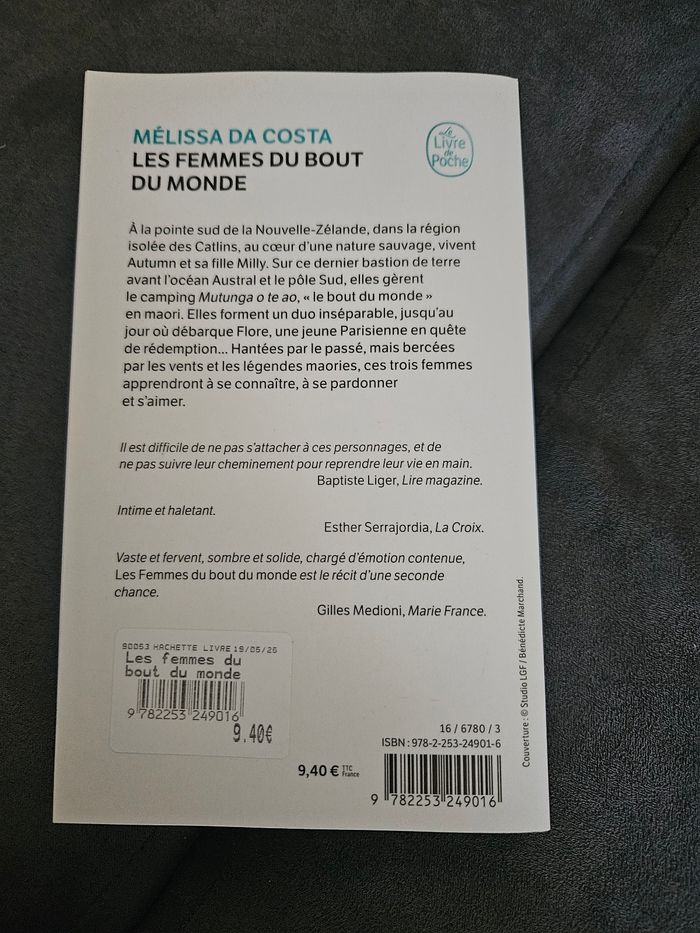 MÉLISSA DA COSTA
LES FEMMES DU BOUT
DU MONDE
Le
Livre
de
Poche
À la pointe sud de la Nouvelle-Zélande, dans la région
isolée des Catlins, au cœur d'une nature sauvage, vivent
Autumn et sa fille Milly. Sur ce dernier bastion de terre
avant l'océan Austral et le pôle Sud, elles gèrent
le camping Mutunga o te ao, « le bout du monde »
en maori. Elles forment un duo inséparable, jusqu'au
jour où débarque Flore, une jeune Parisienne en quête
de rédemption... Hantées par le passé, mais bercées
par les vents et les légendes maories, ces trois femmes
apprendront à se connaître, à se pardonner
et s'aimer.
Il est difficile de ne pas s'attacher à ces personnages, et de
ne pas suivre leur cheminement pour reprendre leur vie en main.
Baptiste Liger, Lire magazine.
Intime et haletant.
Esther Serrajordia, La Croix.
Vaste et fervent, sombre et solide, chargé d'émotion contenue,
Les Femmes du bout du monde est le récit d'une seconde
chance.
Gilles Medioni, Marie France.
90053 HACHETTE LIVRE 19/05/26
Les femmes du
bout du monde
9 782253 249016
9.40€
Couverture : © Studio LGF / Bénédicte Marchand.
16 / 6780 / 3
ISBN : 978-2-253-24901-6
9,40 € TTC
France
9 782253 249016